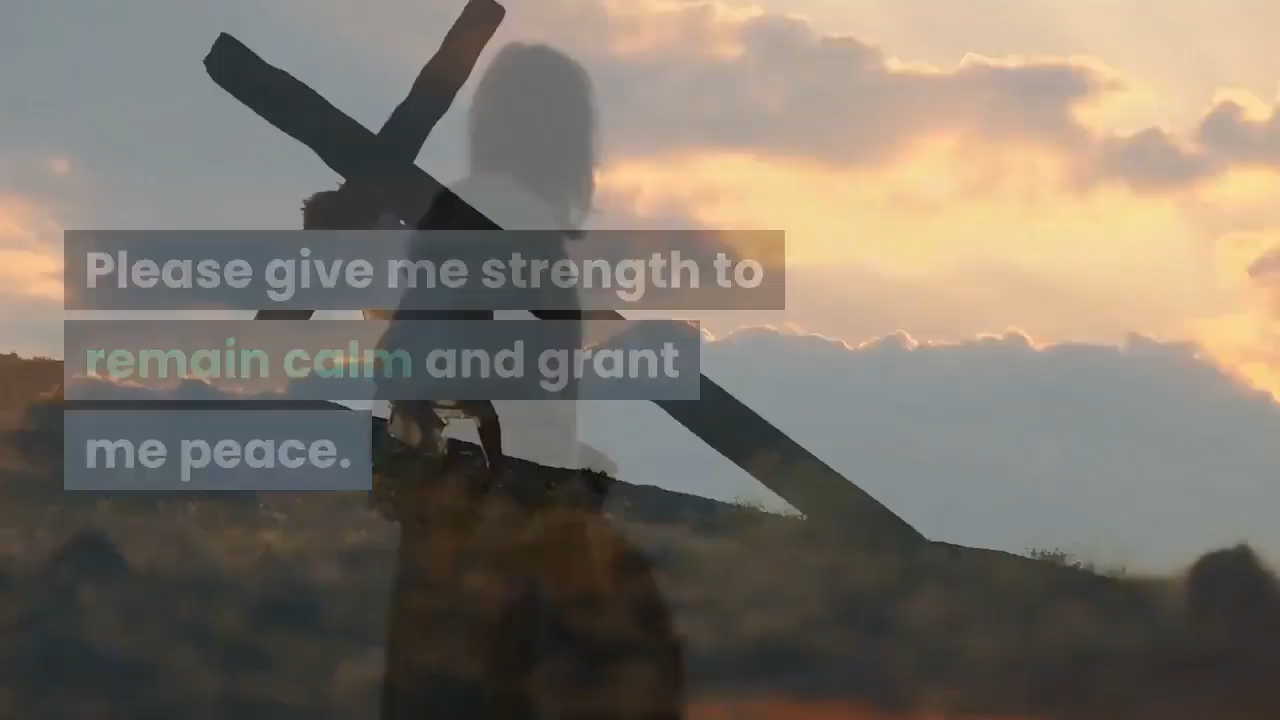 Please give me strength to
remain calm and grant
me peace.